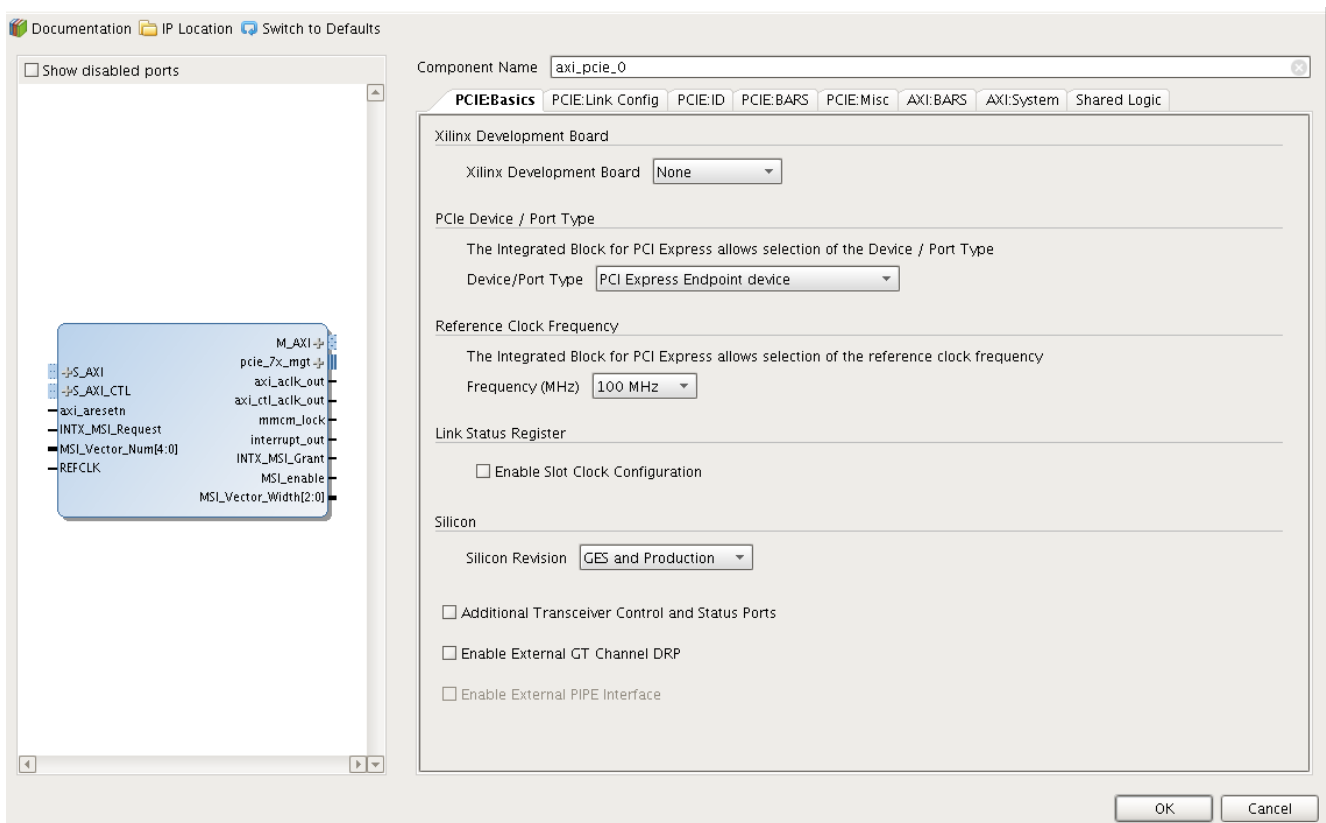 Documentation IP Location Switch to Defaults
Show disabled ports
M_AXI
pcie_7x_mgt
S_AXI
axi_aclk_out
S_AXI_CTL
axi_ctl_aclk_out
axi_aresetn
mmcm_lock
INTX_MSI_Request
interrupt_out
MSI_Vector_Num[4:0]
INTX_MSI_Grant
REFCLK
MSI_enable
MSI_Vector_Width[2:0]
Component Name axi_pcie_0
PCIE:Basics PCIE:Link Config PCIE:ID PCIE:BARS PCIE:Misc AXI:BARS AXI:System Shared Logic
Xilinx Development Board
Xilinx Development Board None
PCIe Device / Port Type
The Integrated Block for PCI Express allows selection of the Device / Port Type
Device/Port Type PCI Express Endpoint device
Reference Clock Frequency
The Integrated Block for PCI Express allows selection of the reference clock frequency
Frequency (MHz) 100 MHz
Link Status Register
Enable Slot Clock Configuration
Silicon
Silicon Revision GES and Production
Additional Transceiver Control and Status Ports
Enable External GT Channel DRP
Enable External PIPE Interface
OK Cancel